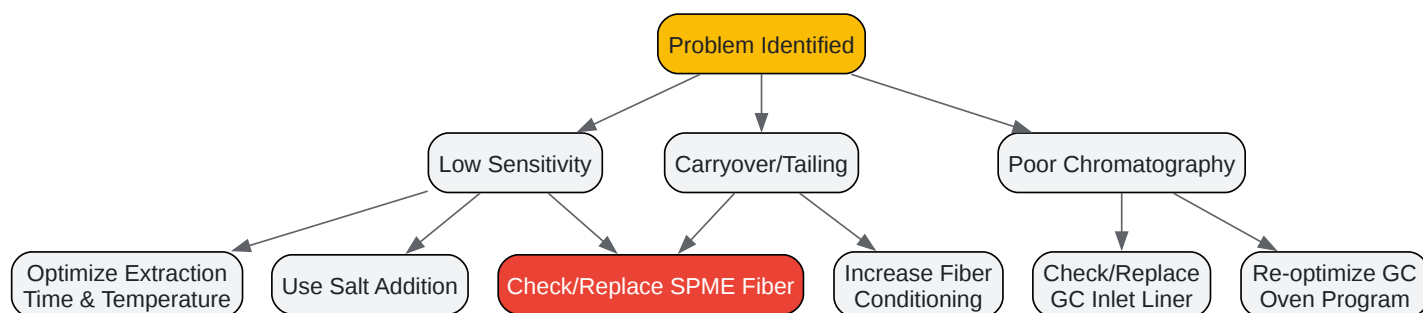 Problem Identified
Low Sensitivity
Carryover/Tailing
Poor Chromatography
Optimize Extraction
Time & Temperature
Use Salt Addition
Check/Replace SPME Fiber
Increase Fiber
Conditioning
Check/Replace
GC Inlet Liner
Re-optimize GC
Oven Program